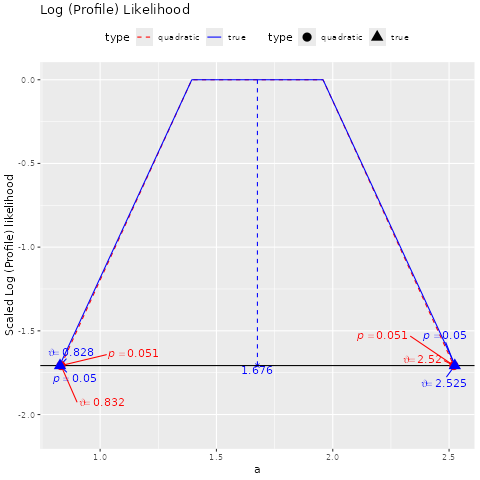 Log (Profile) Likelihood
type quadratic true type quadratic true
Scaled Log (Profile) likelihood
0.0
-0.5
-1.0
-1.5
-2.0
p = 0.051
p = 0.05
ϑ = 0.828
p = 0.051
ϑ = 2.52
1.676
p = 0.05
ϑ = 2.525
ϑ = 0.832
1.0
1.5
2.0
2.5
a